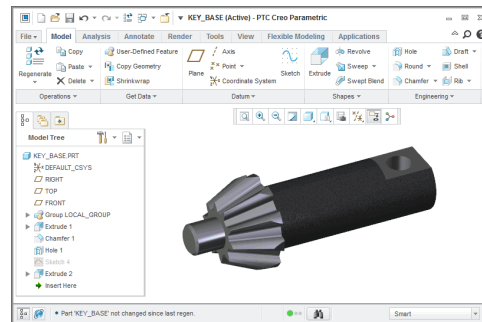 KEY_BASE (Active) - PTC Creo Parametric
File Model Analysis Annotate Render Tools View Flexible Modeling Applications
Regenerate
Copy
Paste
Delete
User-Defined Feature
Copy Geometry
Shrinkwrap
Plane
Axis
Point
Coordinate System
Sketch
Extrude
Revolve
Sweep
Swept Blend
Hole
Round
Chamfer
Draft
Shell
Rib
Operations Get Data Datum Shapes Engineering
Model Tree
KEY_BASE.PRT
DEFAULT_CSYS
RIGHT
TOP
FRONT
Group LOCAL_GROUP
Extrude 1
Chamfer 1
Hole 1
Sketch 4
Extrude 2
Insert Here
Part 'KEY_BASE' not changed since last regen.
Smart